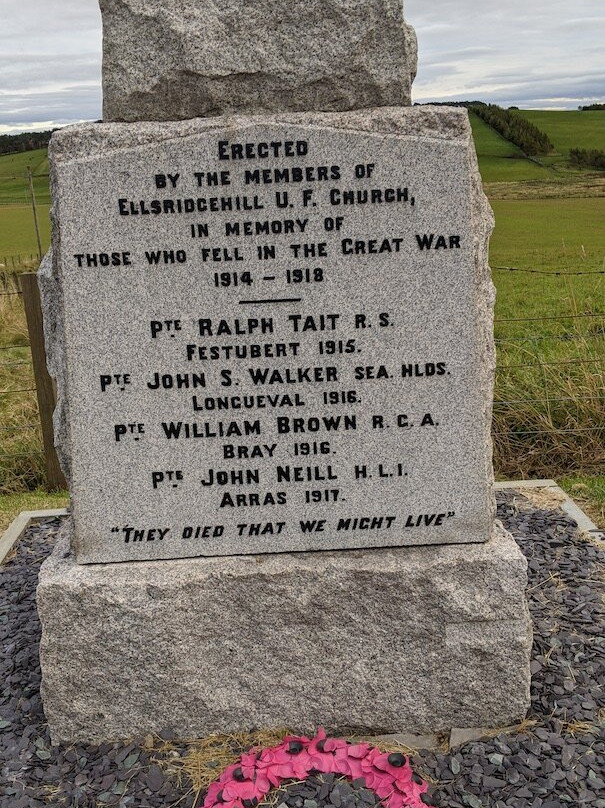 ERECTED
BY THE MEMBERS OF
ELLSRIDGEHILL U. F. CHURCH,
IN MEMORY OF
THOSE WHO FELL IN THE GREAT WAR
1914 – 1918
PTE RALPH TAIT R. S.
FESTUBERT 1915.
PTE JOHN S. WALKER SEA. HLDS.
LONGUEVAL 1916.
PTE WILLIAM BROWN R. G. A.
BRAY 1916.
PTE JOHN NEILL H. L. I.
ARRAS 1917.
"THEY DIED THAT WE MIGHT LIVE"